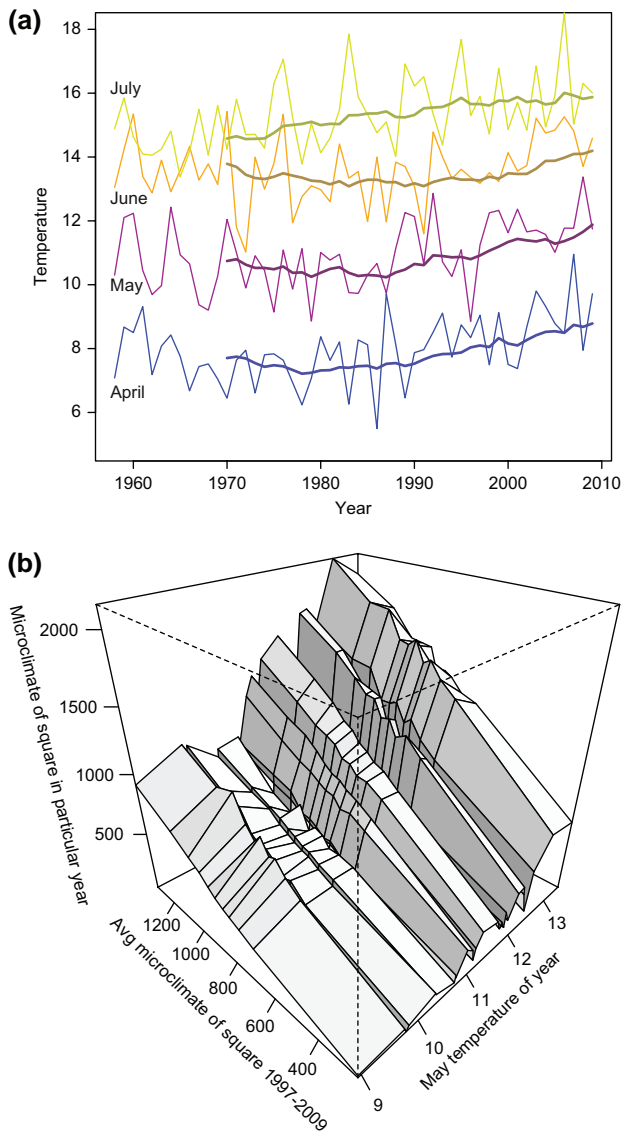 (a)
18
16
14
12
10
8
6
Temperature
July
June
May
April
1960 1970 1980 1990 2000 2010
Year
(b)
Microclimate of square in particular year
2000
1500
1000
500
1200
1000
800
600
400
Avg microclimate of square 1997-2009
9
10
11
12
13
May temperature of year